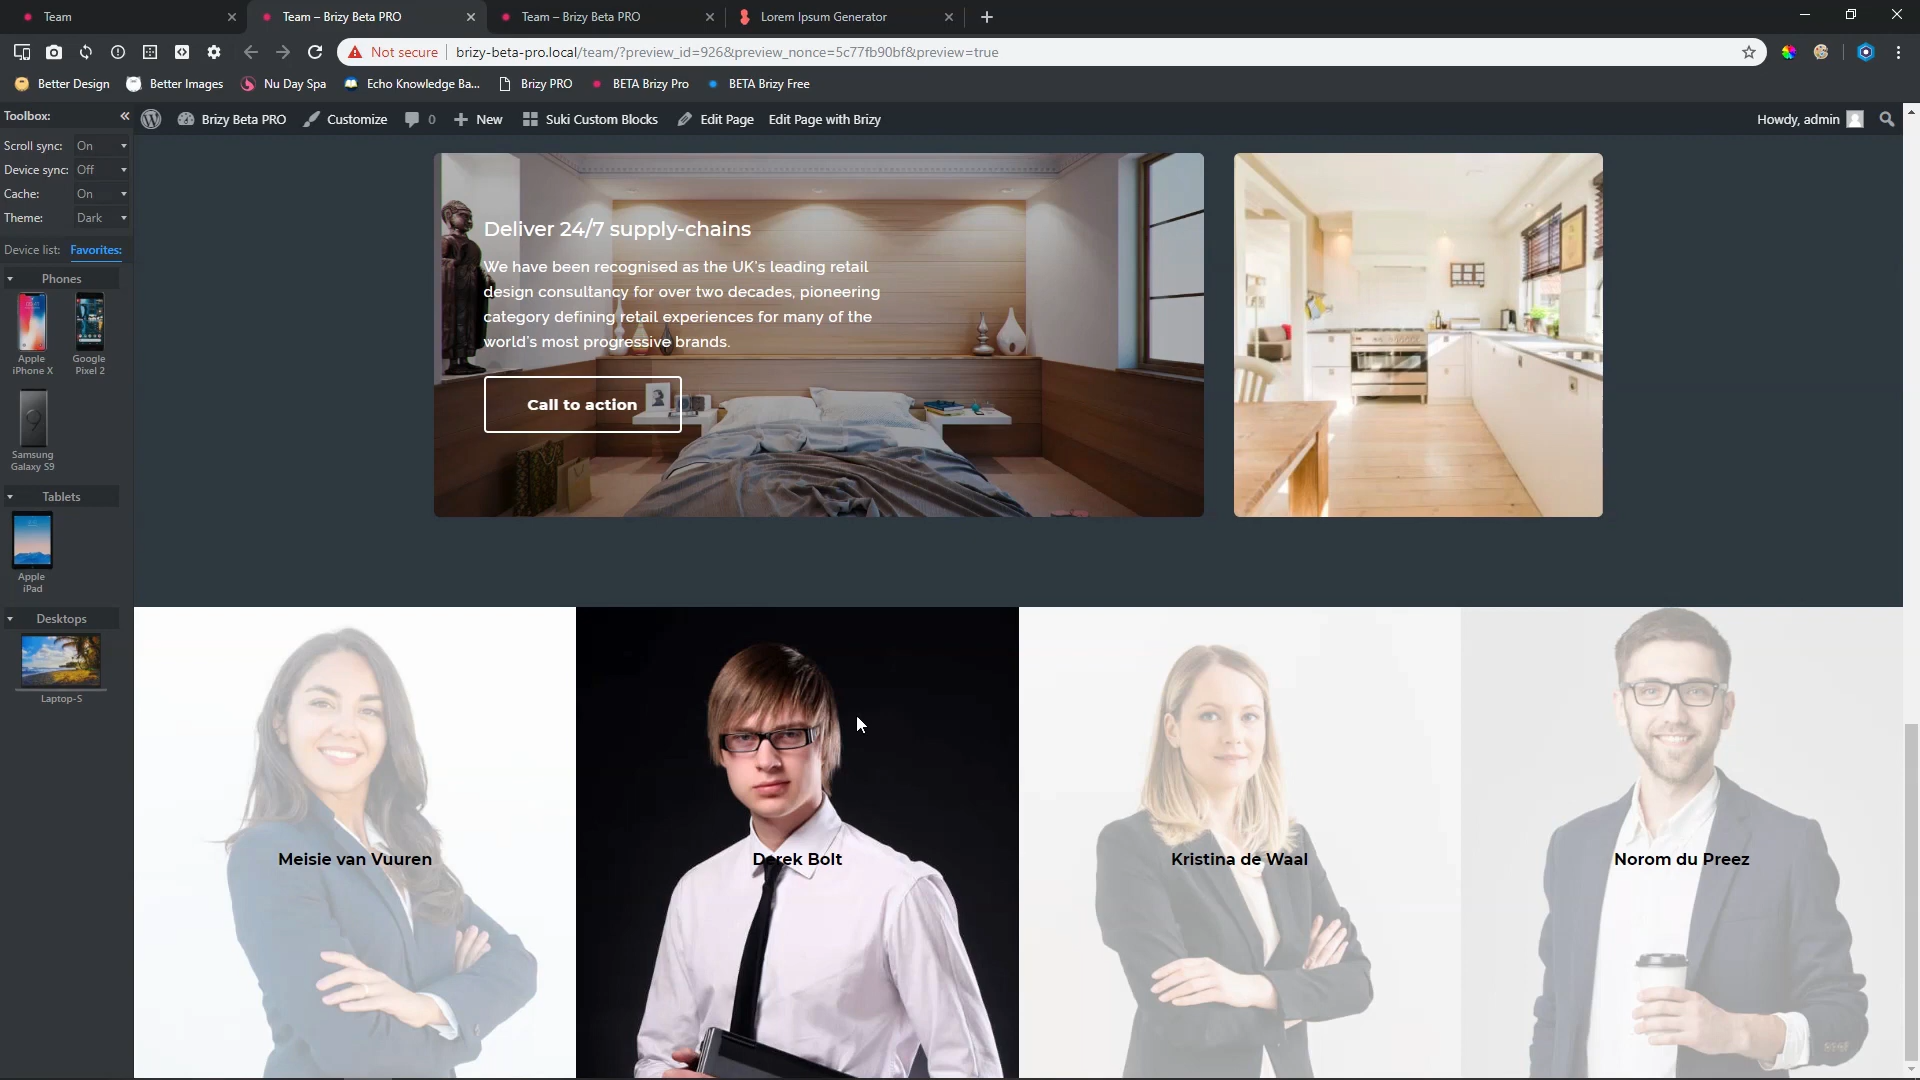 Team
Team – Brizy Beta PRO
Team – Brizy Beta PRO
Lorem Ipsum Generator
Not secure
brizy-beta-pro.local/team/?preview_id=926&preview_nonce=5c77fb90bf&preview=true
Better Design
Better Images
Nu Day Spa
Echo Knowledge Ba...
Brizy PRO
BETA Brizy Pro
BETA Brizy Free
Toolbox:
Brizy Beta PRO
Customize
0
New
Suki Custom Blocks
Edit Page
Edit Page with Brizy
Howdy, admin
Scroll sync: On
Device sync: Off
Cache: On
Theme: Dark
Device list: Favorites:
Phones
Apple
iPhone X
Google
Pixel 2
Samsung
Galaxy S9
Tablets
Apple
iPad
Desktops
Laptop-S
Deliver 24/7 supply-chains
We have been recognised as the UK's leading retail
design consultancy for over two decades, pioneering
category defining retail experiences for many of the
world's most progressive brands.
Call to action
Meisie van Vuuren
Derek Bolt
Kristina de Waal
Norom du Preez